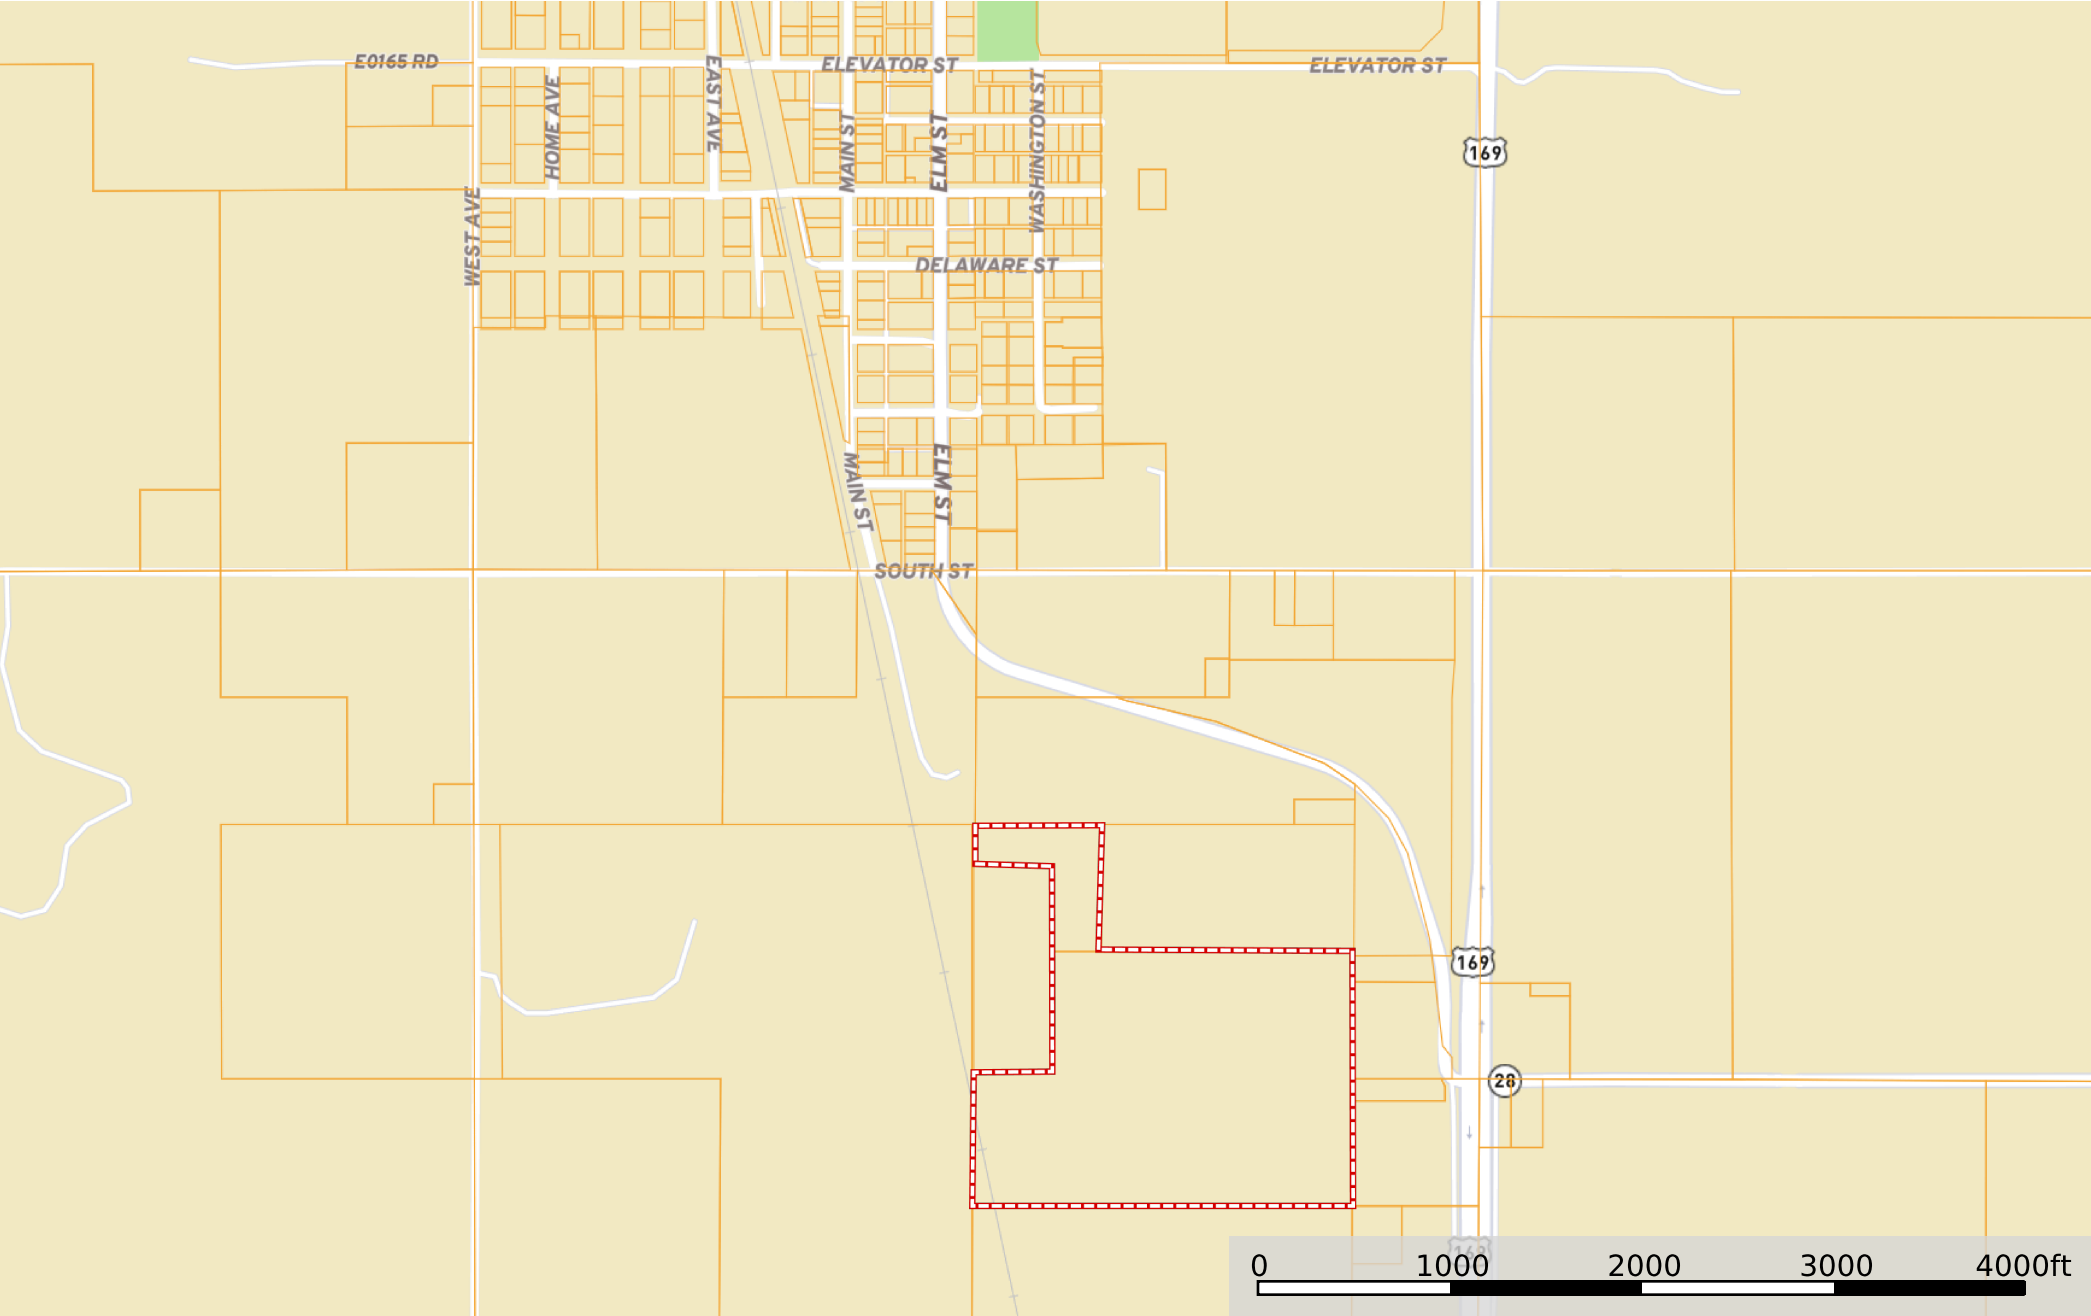 E0165 RD
ELEVATOR ST
ELEVATOR ST
HOME AVE
EAST AVE
MAIN ST
ELM ST
WASHINGTON ST
169
WEST AVE
DELAWARE ST
MAIN ST
ELM ST
SOUTH ST
169
28
169
0 1000 2000 3000 4000ft